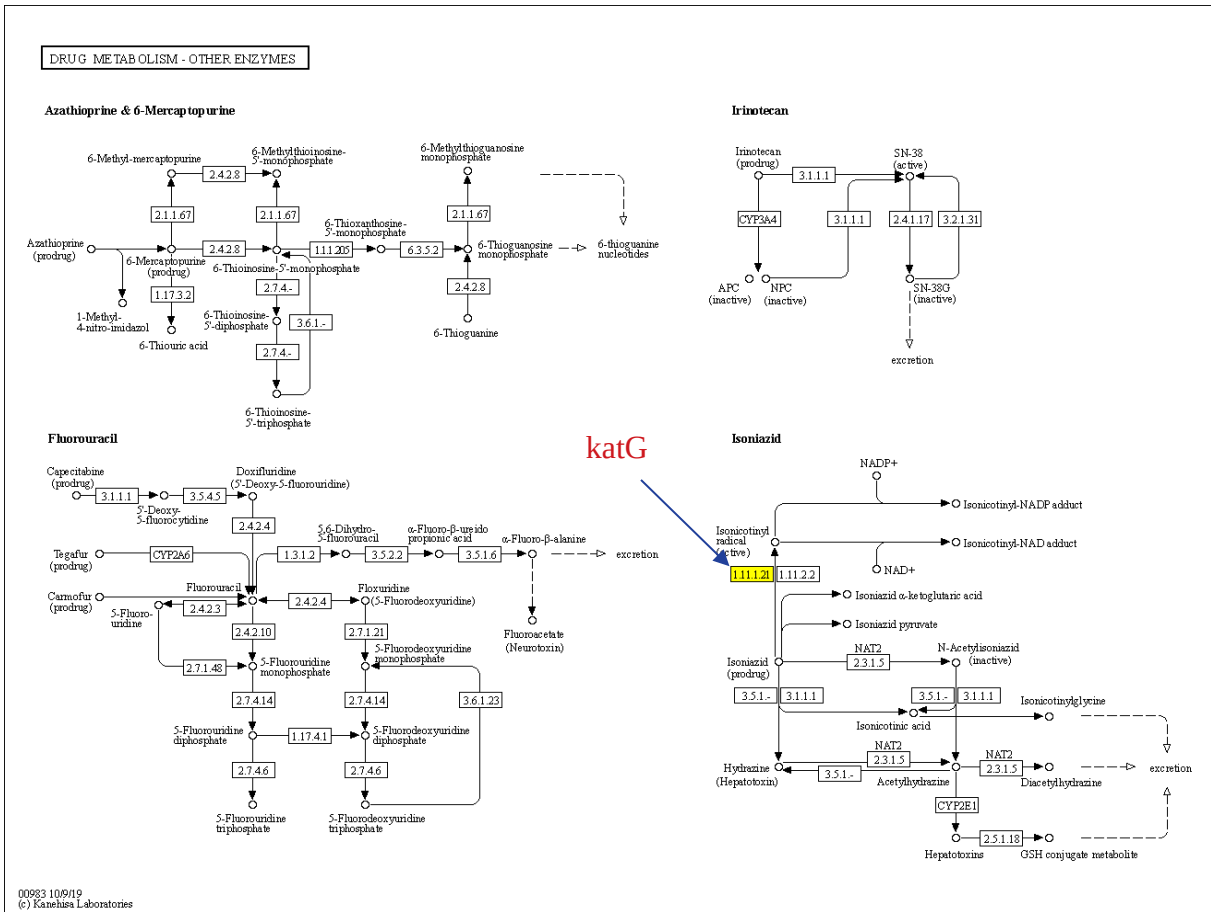 DRUG METABOLISM - OTHER ENZYMES
Azathioprine & 6-Mercaptopurine
6-Methyl-mercaptopurine
6-Methylthioinosine-
5'-monophosphate
6-Methylthioguanosine
monophosphate
2.4.2.8
2.1.1.67
2.1.1.67
2.1.1.67
6-Thioxanthosine-
5'-monophosphate
Azathioprine
(prodrug)
2.4.2.8
1.1.1.205
6.3.5.2
6-Thioguanosine
monophosphate
6-thioguanine
nucleotides
6-Mercaptopurine
(prodrug)
6-Thioinosine-5'-monophosphate
1.17.3.2
2.7.4.-
2.4.2.8
1-Methyl-
4-nitro-imidazol
6-Thioinosine-
5'-diphosphate
3.6.1.-
6-Thioguanine
6-Thiouric acid
2.7.4.-
6-Thioinosine-
5'-triphosphate
Irinotecan
Irinotecan
(prodrug)
SN-38
(active)
3.1.1.1
CYP3A4
3.1.1.1
2.4.1.17
3.2.1.31
APC
(inactive)
NPC
(inactive)
SN-38G
(inactive)
excretion
Fluorouracil
Capecitabine
(prodrug)
Doxifluridine
(5'-Deoxy-5-fluorouridine)
3.1.1.1
3.5.4.5
5'-Deoxy-
5-fluorocytidine
2.4.2.4
5,6-Dihydro-
5-fluorouracil
α-Fluoro-β-ureido
propionic acid
α-Fluoro-β-alanine
Tegafur
(prodrug)
CYP2A6
1.3.1.2
3.5.2.2
3.5.1.6
excretion
Fluorouracil
Floxuridine
(5-Fluorodeoxyuridine)
Carmofur
(prodrug)
5-Fluoro-
uridine
2.4.2.3
2.4.2.4
Fluoroacetate
(Neurotoxin)
2.4.2.10
2.7.1.21
2.7.1.48
5-Fluorouridine
monophosphate
5-Fluorodeoxyuridine
monophosphate
2.7.4.14
2.7.4.14
3.6.1.23
5-Fluorouridine
diphosphate
1.17.4.1
5-Fluorodeoxyuridine
diphosphate
2.7.4.6
2.7.4.6
5-Fluorouridine
triphosphate
5-Fluorodeoxyuridine
triphosphate
katG
Isoniazid
NADP+
Isonicotinyl-NADP adduct
Isonicotinyl
radical
(active)
Isonicotinyl-NAD adduct
1.11.1.21
1.11.2.2
NAD+
Isoniazid α-ketoglutaric acid
Isoniazid pyruvate
Isoniazid
(prodrug)
NAT2
2.3.1.5
N-Acetylisoniazid
(inactive)
3.5.1.-
3.1.1.1
3.5.1.-
3.1.1.1
Isonicotinylglycine
Isonicotinic acid
NAT2
2.3.1.5
NAT2
2.3.1.5
Hydrazine
(Hepatotoxin)
3.5.1.-
Acetylhydrazine
Diacetylhydrazine
excretion
CYP2E1
2.5.1.18
Hepatotoxins
GSH conjugate metabolite
00983 10/9/19
(c) Kanehisa Laboratories